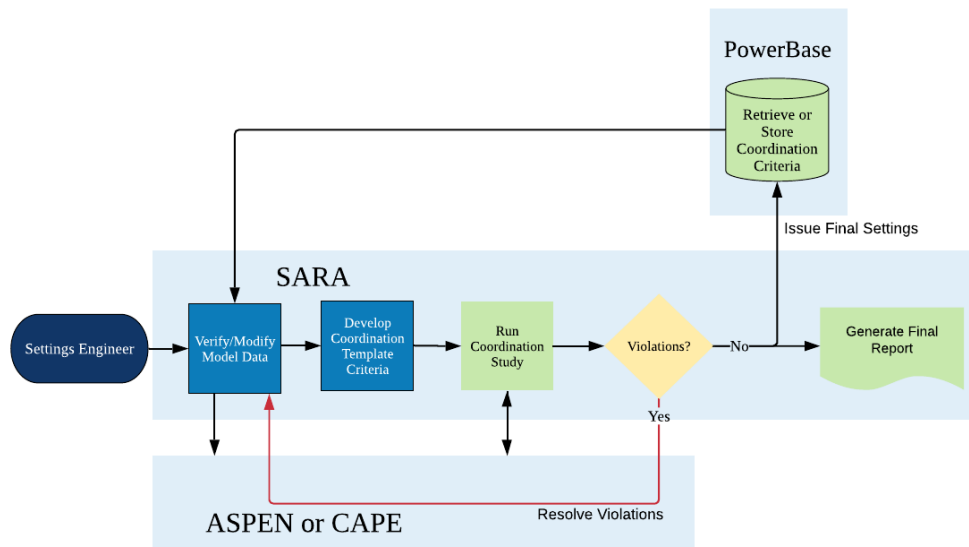 PowerBase
Retrieve or
Store
Coordination
Criteria
Issue Final Settings
SARA
Settings Engineer
Verify/Modify
Model Data
Develop
Coordination
Template
Criteria
Run
Coordination
Study
Violations?
No
Generate Final
Report
Yes
Resolve Violations
ASPEN or CAPE